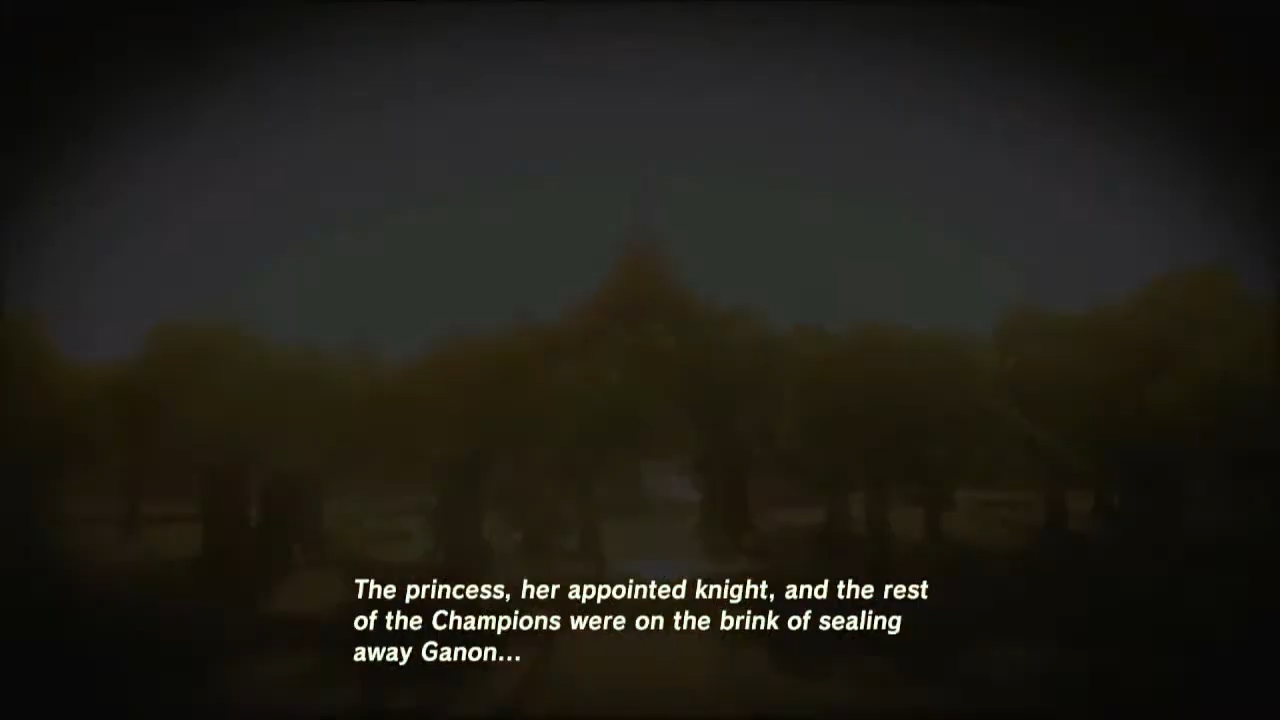 The princess, her appointed knight, and the rest
of the Champions were on the brink of sealing
away Ganon...